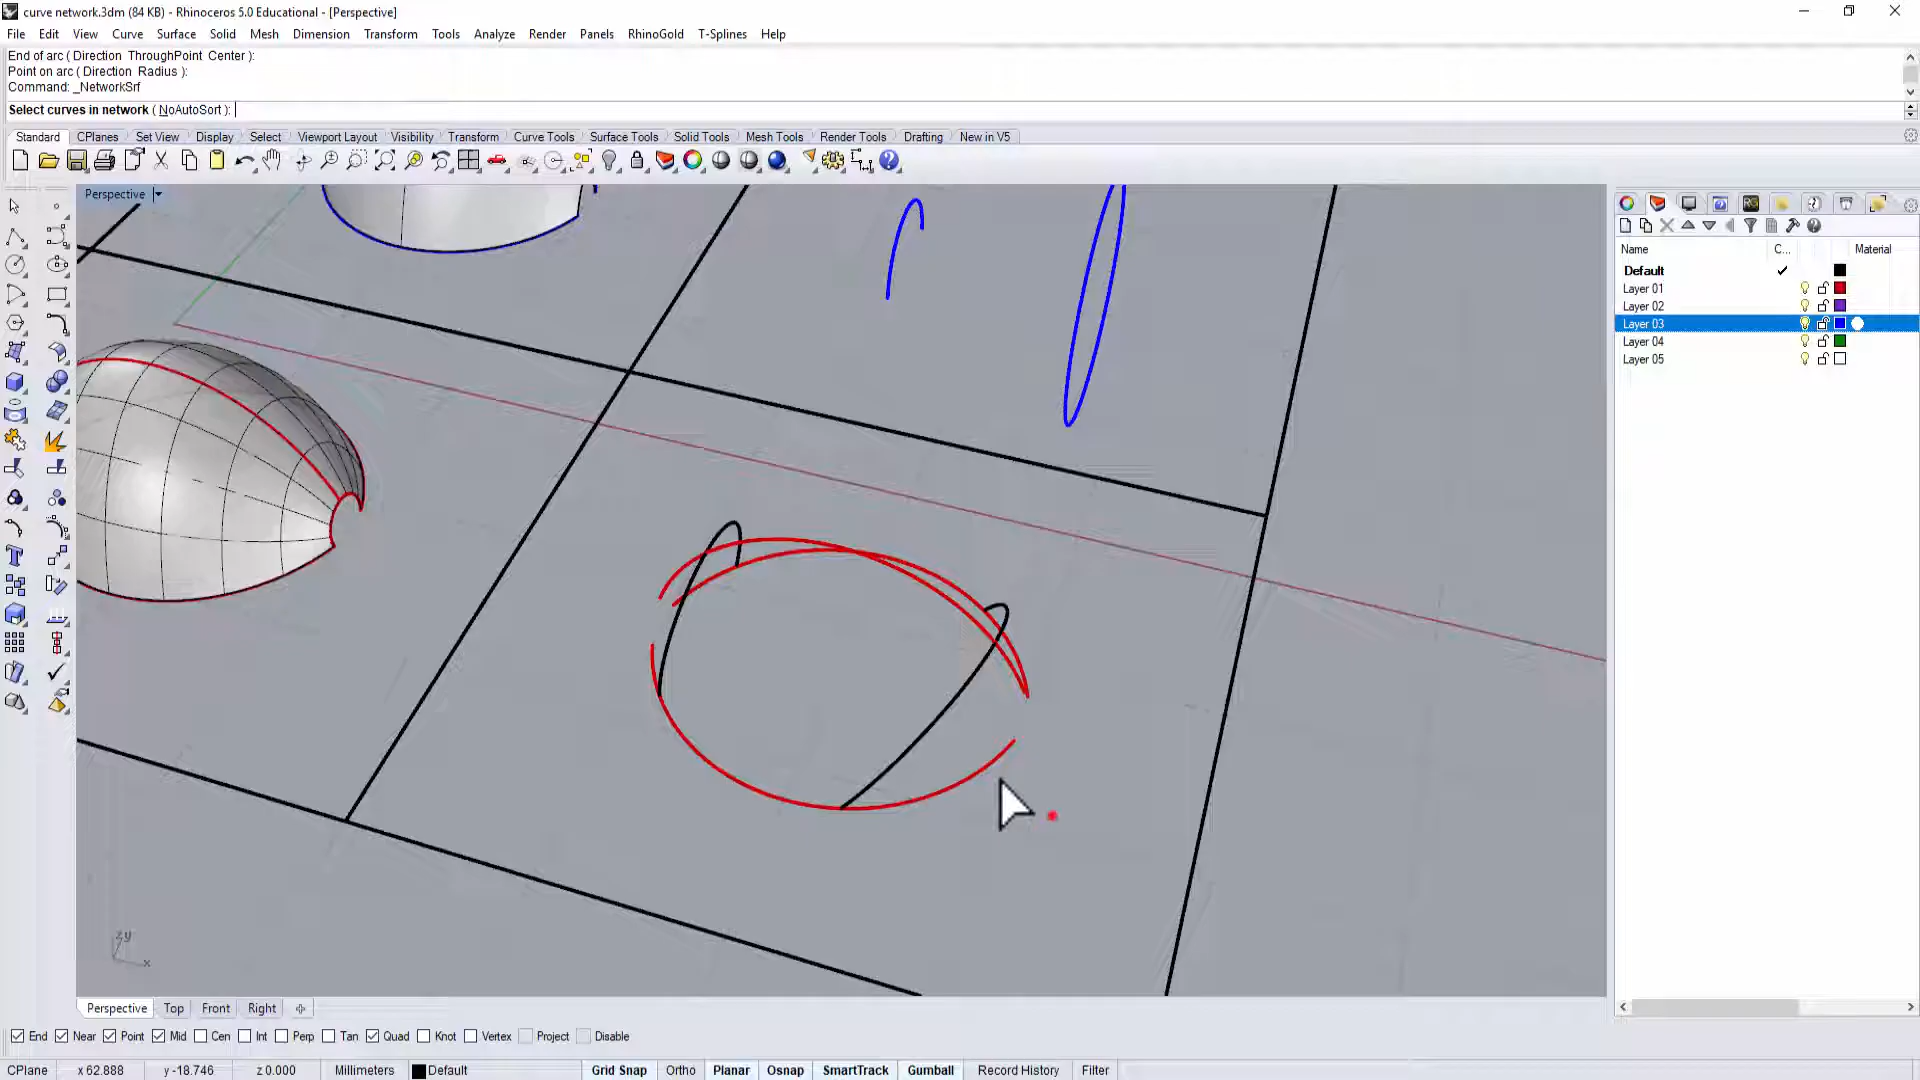 curve network.3dm (84 KB) - Rhinoceros 5.0 Educational - [Perspective]
File Edit View Curve Surface Solid Mesh Dimension Transform Tools Analyze Render Panels RhinoGold T-Splines Help
End of arc ( Direction ThroughPoint Center ):
Point on arc ( Direction Radius ):
Command: _NetworkSrf
Select curves in network ( NoAutoSort ):
Standard CPlanes Set View Display Select Viewport Layout Visibility Transform Curve Tools Surface Tools Solid Tools Mesh Tools Render Tools Drafting New in V5
Perspective
Name C... Material
Default
Layer 01
Layer 02
Layer 03
Layer 04
Layer 05
z y
x
Perspective Top Front Right
End Near Point Mid Cen Int Perp Tan Quad Knot Vertex Project Disable
CPlane x 62.888 y -18.746 z 0.000 Millimeters Default Grid Snap Ortho Planar Osnap SmartTrack Gumball Record History Filter